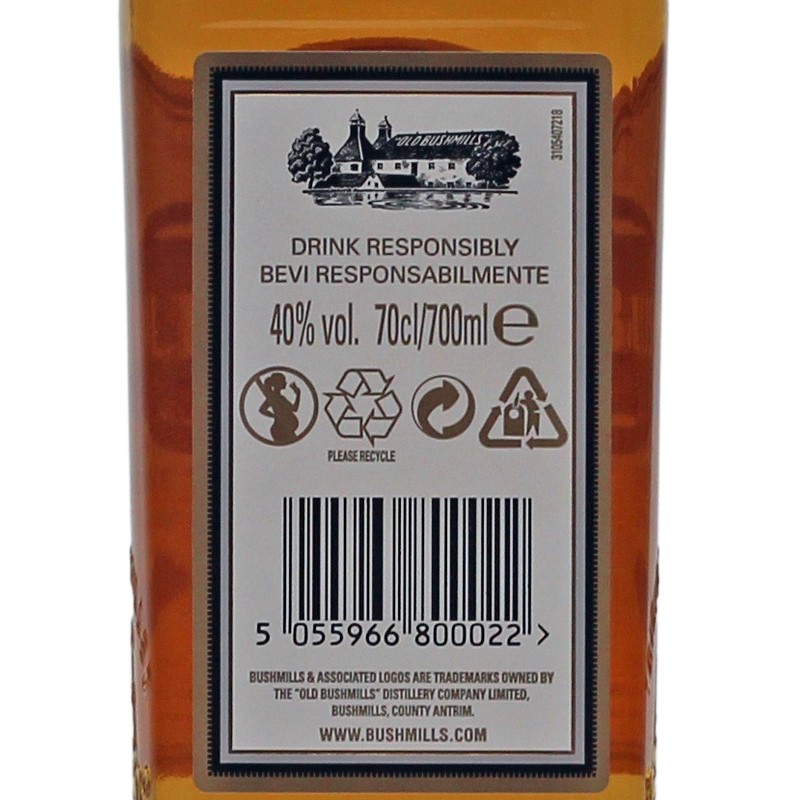 "OLD BUSHMILLS"
3105407218
DRINK RESPONSIBLY
BEVI RESPONSABILMENTE
40% vol. 70cl/700ml e
PLEASE RECYCLE
5 055966 800022 >
BUSHMILLS & ASSOCIATED LOGOS ARE TRADEMARKS OWNED BY
THE "OLD BUSHMILLS" DISTILLERY COMPANY LIMITED,
BUSHMILLS, COUNTY ANTRIM.
WWW.BUSHMILLS.COM